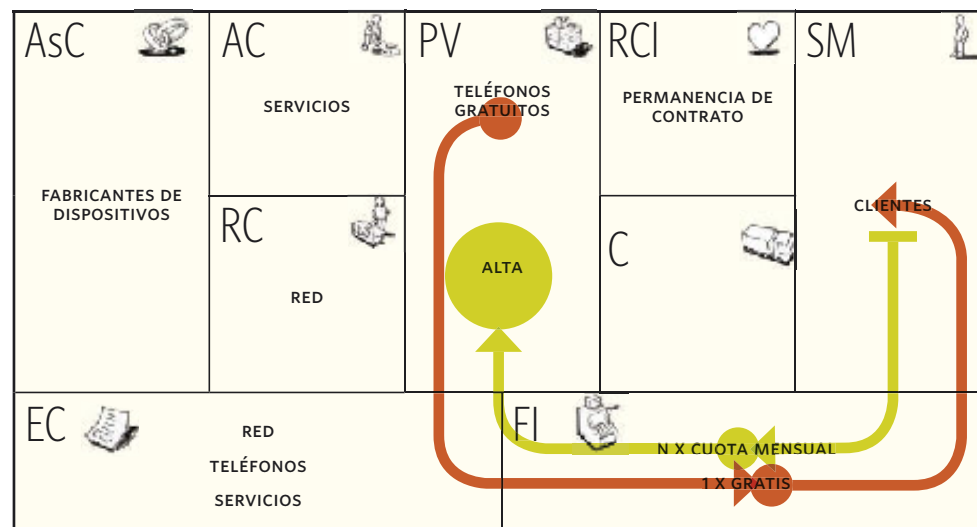 AsC
FABRICANTES DE
DISPOSITIVOS
AC
SERVICIOS
RC
RED
PV
TELÉFONOS
GRATUITOS
ALTA
RCl
PERMANENCIA DE
CONTRATO
C
SM
CLIENTES
EC
RED
TELÉFONOS
SERVICIOS
FI
N X CUOTA MENSUAL
1 X GRATIS